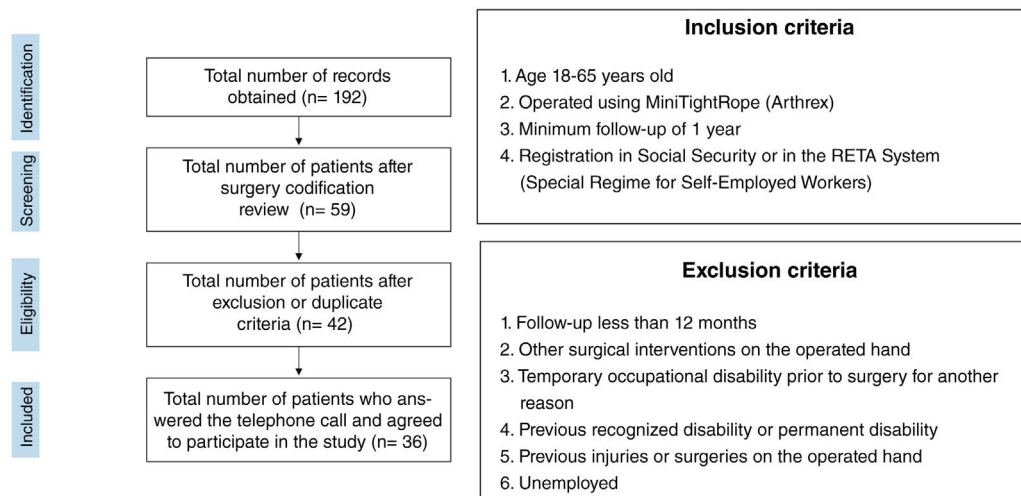 Identification
Total number of records
obtained (n= 192)
Screening
Total number of patients after
surgery codification
review (n= 59)
Eligibility
Total number of patients after
exclusion or duplicate
criteria (n= 42)
Included
Total number of patients who ans-
wered the telephone call and agreed
to participate in the study (n= 36)
Inclusion criteria
1. Age 18-65 years old
2. Operated using MiniTightRope (Arthrex)
3. Minimum follow-up of 1 year
4. Registration in Social Security or in the RETA System
(Special Regime for Self-Employed Workers)
Exclusion criteria
1. Follow-up less than 12 months
2. Other surgical interventions on the operated hand
3. Temporary occupational disability prior to surgery for another
reason
4. Previous recognized disability or permanent disability
5. Previous injuries or surgeries on the operated hand
6. Unemployed